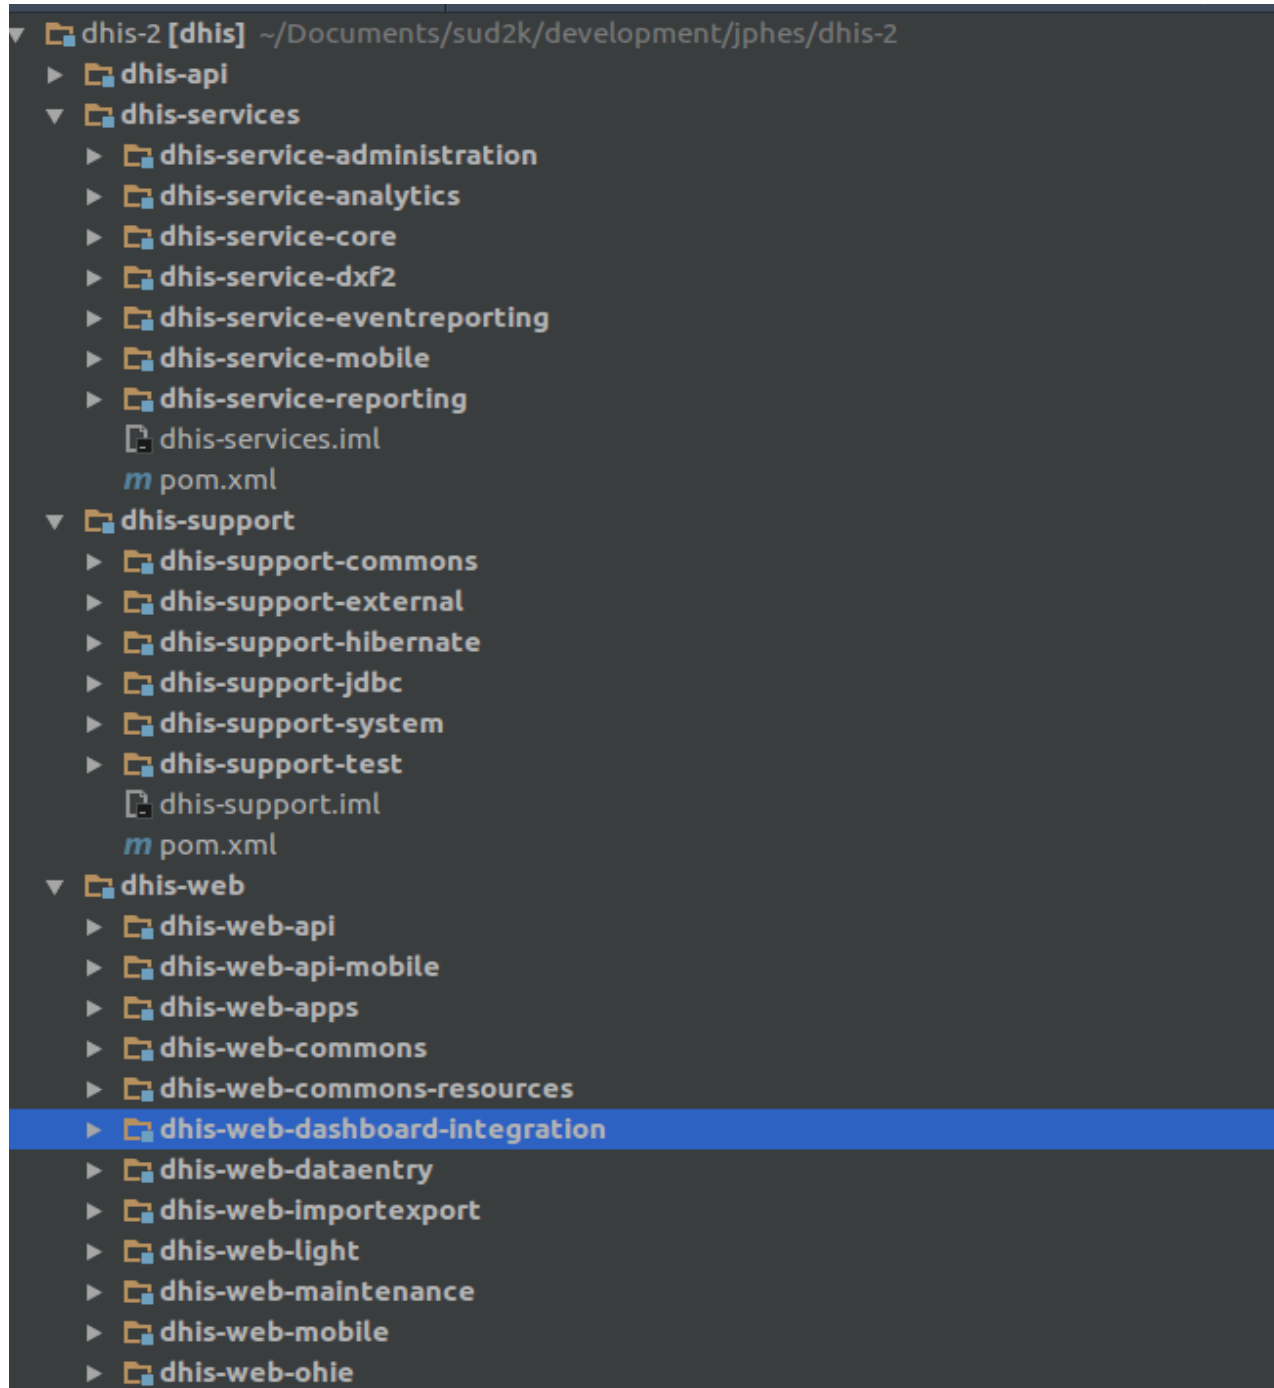 dhis-2 [dhis] ~/Documents/sud2k/development/jphes/dhis-2
dhis-api
dhis-services
dhis-service-administration
dhis-service-analytics
dhis-service-core
dhis-service-dxf2
dhis-service-eventreporting
dhis-service-mobile
dhis-service-reporting
dhis-services.iml
m pom.xml
dhis-support
dhis-support-commons
dhis-support-external
dhis-support-hibernate
dhis-support-jdbc
dhis-support-system
dhis-support-test
dhis-support.iml
m pom.xml
dhis-web
dhis-web-api
dhis-web-api-mobile
dhis-web-apps
dhis-web-commons
dhis-web-commons-resources
dhis-web-dashboard-integration
dhis-web-dataentry
dhis-web-importexport
dhis-web-light
dhis-web-maintenance
dhis-web-mobile
dhis-web-ohie